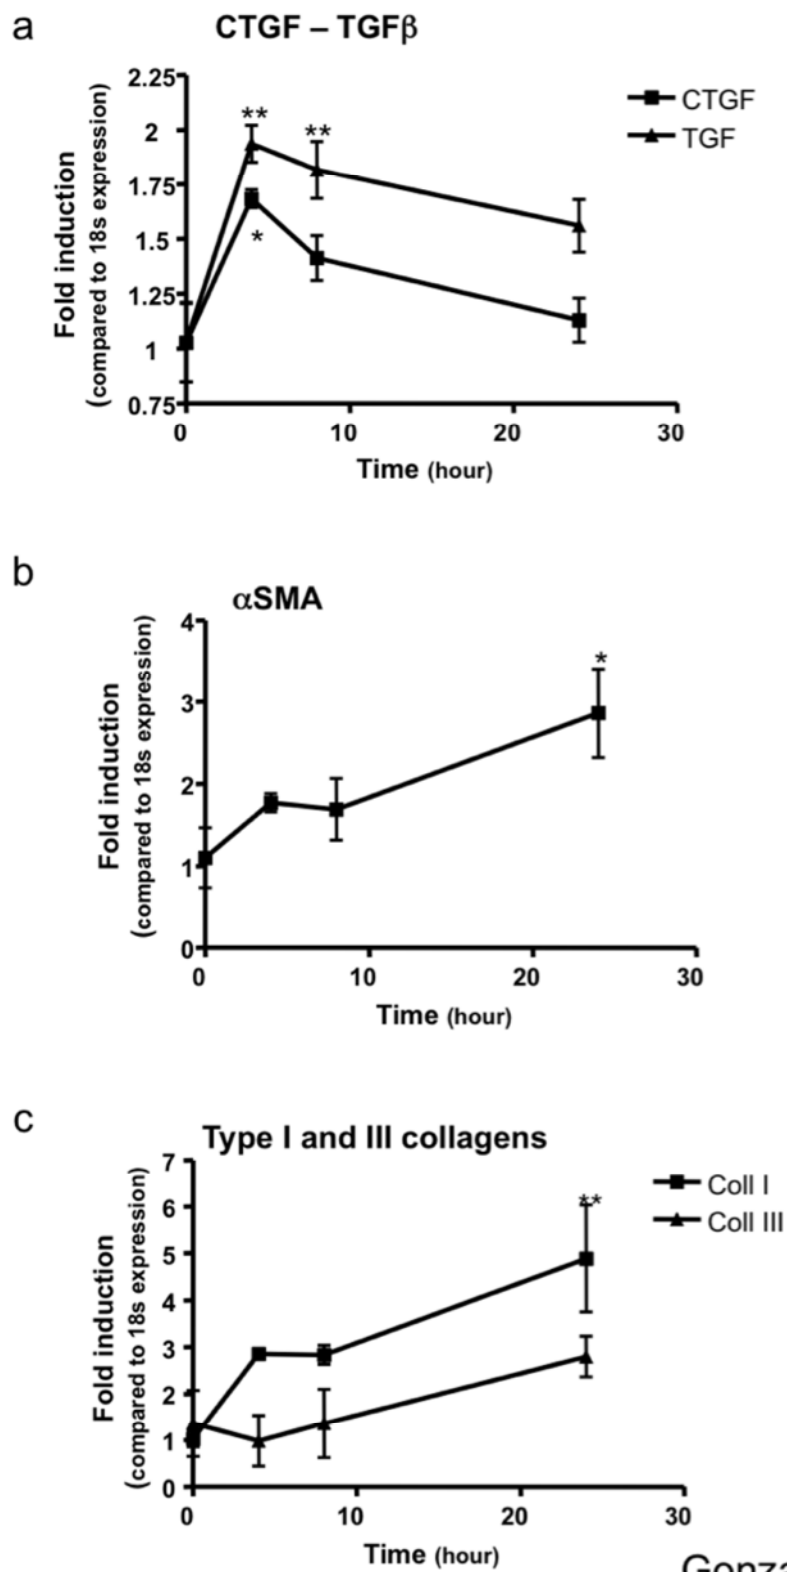 a
CTGF – TGFβ
2.25
2
1.75
1.5
1.25
1
0.75
Fold induction
(compared to 18s expression)
**
**
*
CTGF
TGF
0 10 20 30
Time (hour)
b
αSMA
4
3
2
1
0
Fold induction
(compared to 18s expression)
*
0 10 20 30
Time (hour)
c
Type I and III collagens
7
6
5
4
3
2
1
0
Fold induction
(compared to 18s expression)
**
Coll I
Coll III
0 10 20 30
Time (hour)